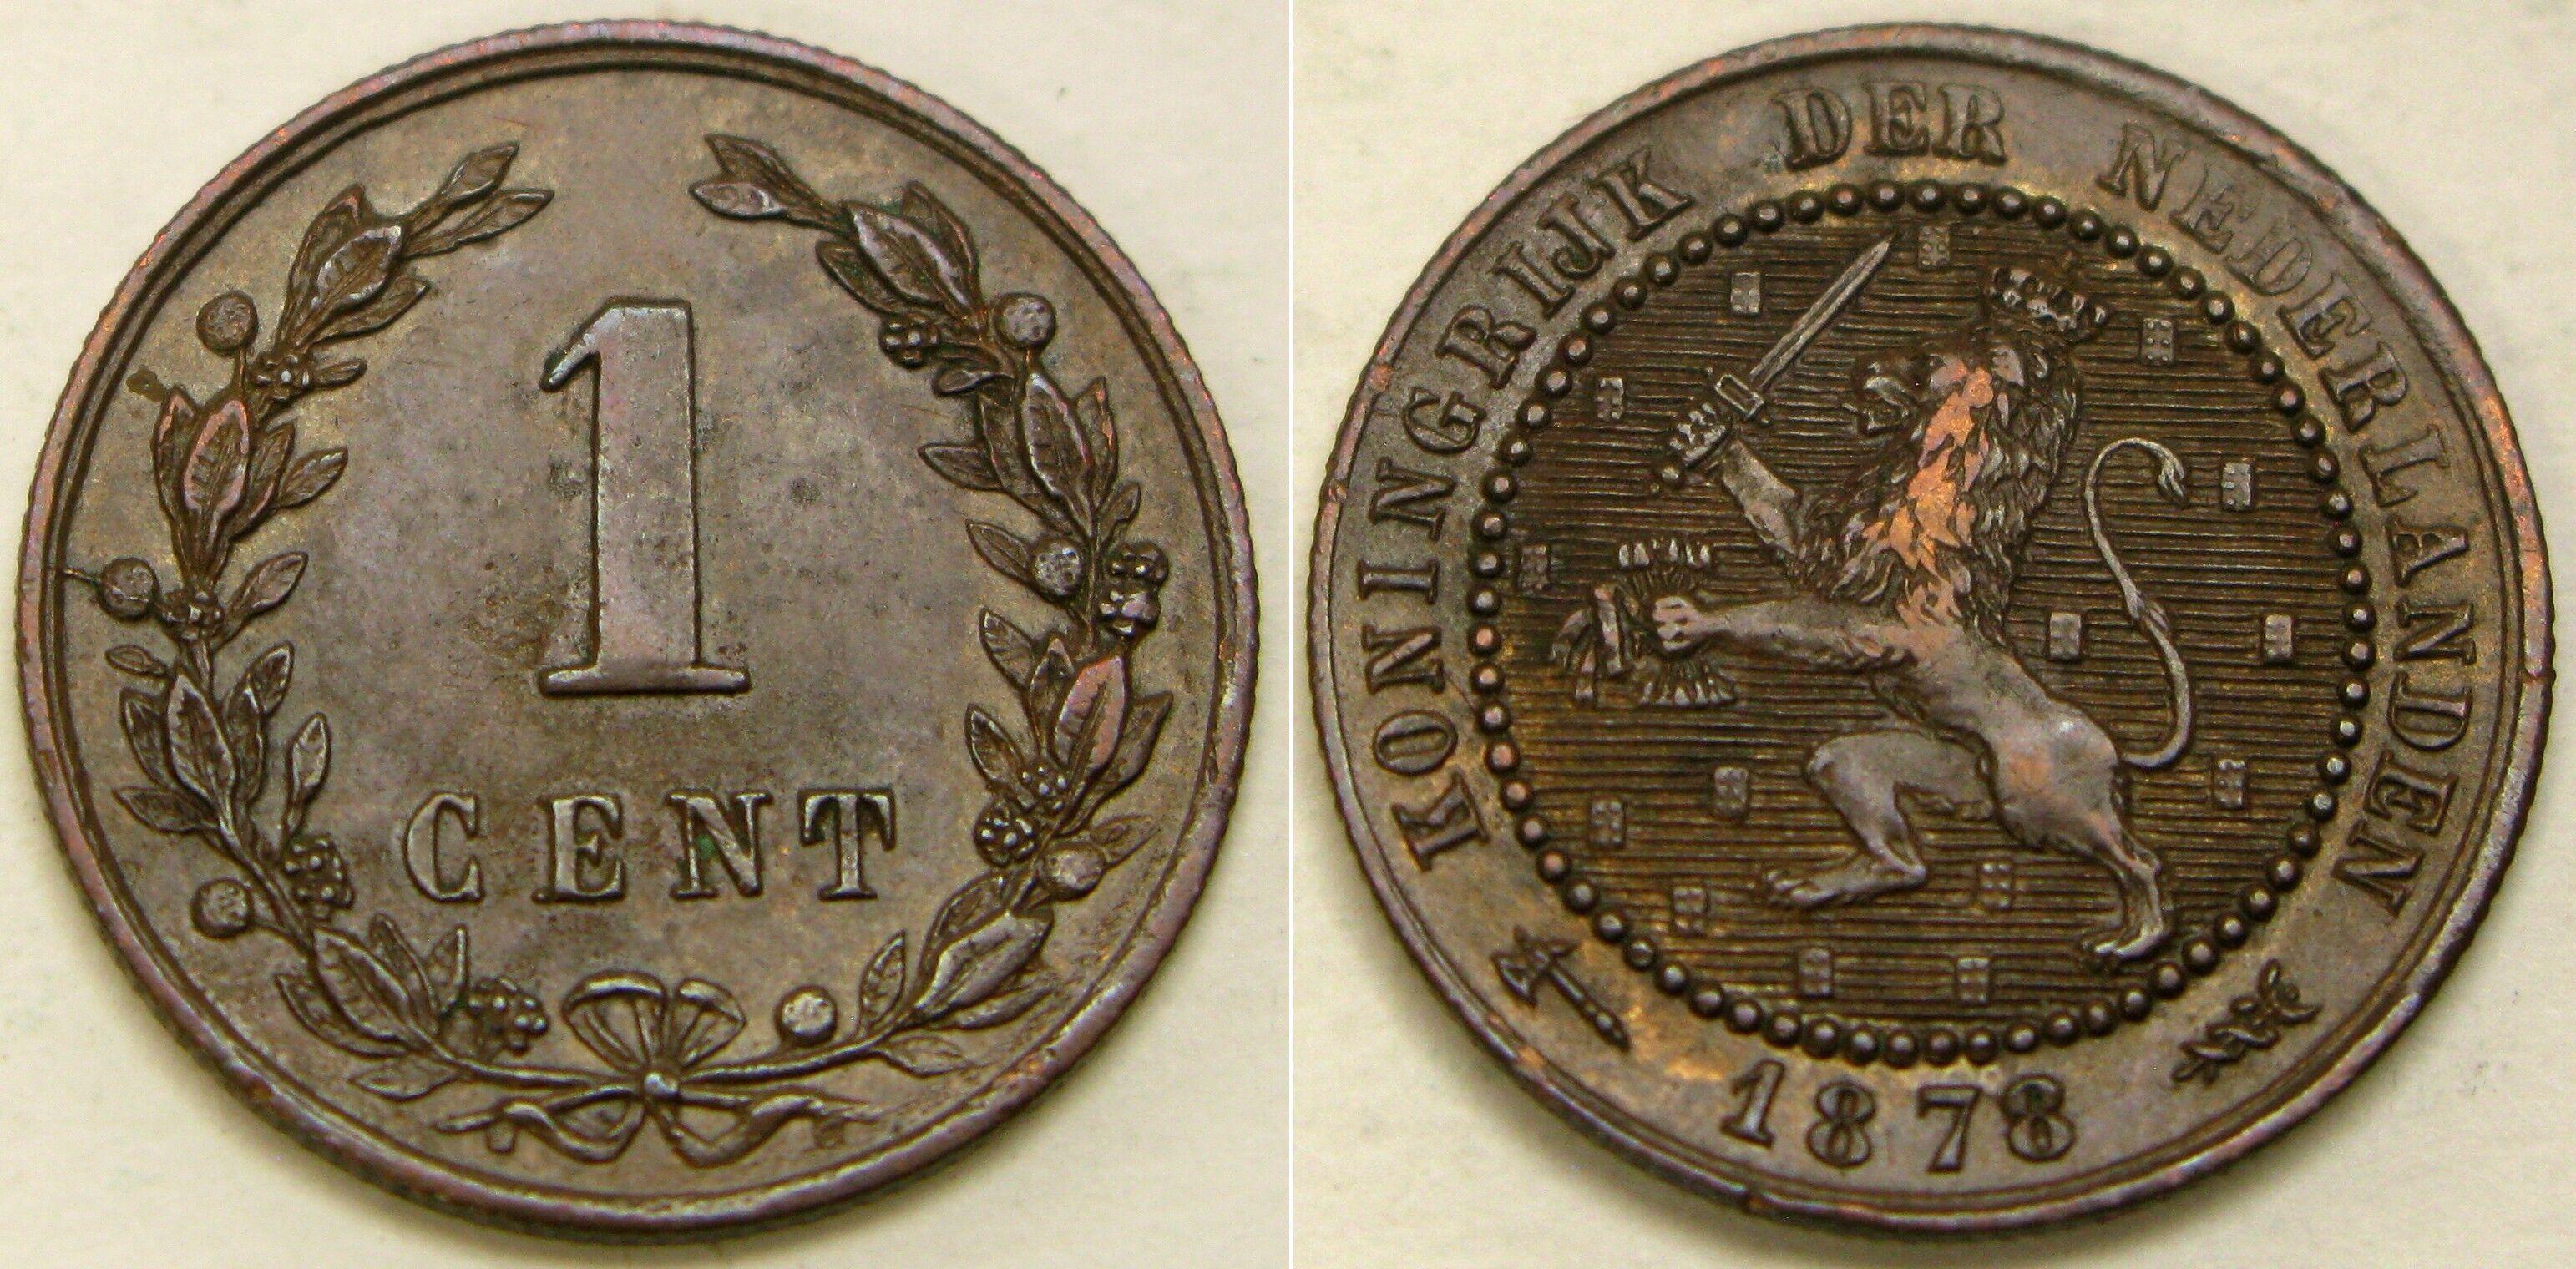 1
CENT
KONINGRIJK DER NEDERLANDEN
1878